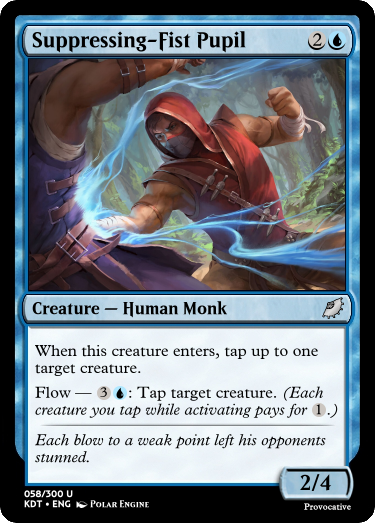 Suppressing-Fist Pupil 2
Creature — Human Monk
When this creature enters, tap up to one
target creature.
Flow — 3: Tap target creature. (Each
creature you tap while activating pays for 1.)
Each blow to a weak point left his opponents
stunned.
2/4
058/300 U
KDT • ENG Polar Engine
Provocative